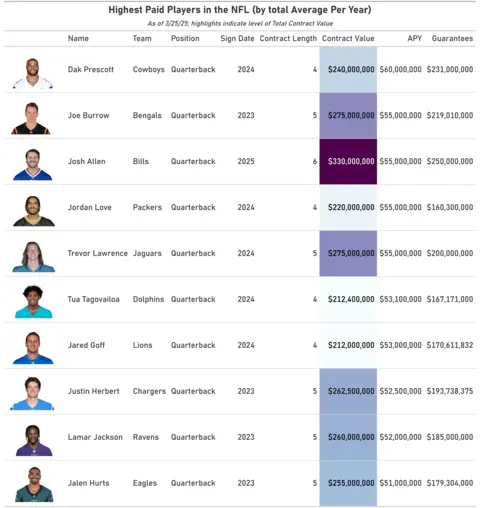 Highest Paid Players in the NFL (by total Average Per Year)
As of 3/25/25; highlights indicate level of Total Contract Value
Name Team Position Sign Date Contract Length Contract Value APY Guarantees
Dak Prescott Cowboys Quarterback 2024 4 $240,000,000 $60,000,000 $231,000,000
Joe Burrow Bengals Quarterback 2023 5 $275,000,000 $55,000,000 $219,010,000
Josh Allen Bills Quarterback 2025 6 $330,000,000 $55,000,000 $250,000,000
Jordan Love Packers Quarterback 2024 4 $220,000,000 $55,000,000 $160,300,000
Trevor Lawrence Jaguars Quarterback 2024 5 $275,000,000 $55,000,000 $200,000,000
Tua Tagovailoa Dolphins Quarterback 2024 4 $212,400,000 $53,100,000 $167,171,000
Jared Goff Lions Quarterback 2024 4 $212,000,000 $53,000,000 $170,611,832
Justin Herbert Chargers Quarterback 2023 5 $262,500,000 $52,500,000 $193,738,375
Lamar Jackson Ravens Quarterback 2023 5 $260,000,000 $52,000,000 $185,000,000
Jalen Hurts Eagles Quarterback 2023 5 $255,000,000 $51,000,000 $179,304,000